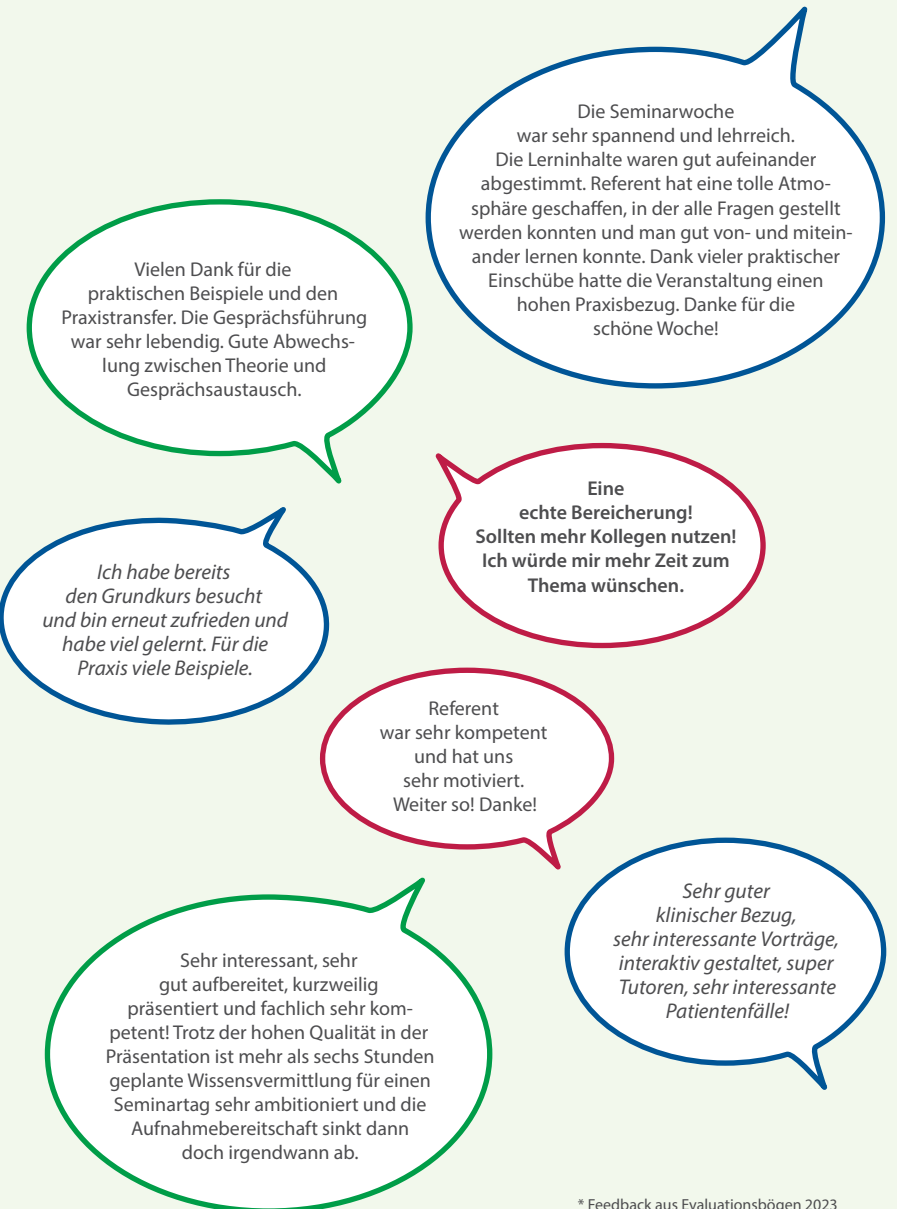 Die Seminarwoche
war sehr spannend und lehrreich.
Die Lerninhalte waren gut aufeinander
abgestimmt. Referent hat eine tolle Atmo-
sphäre geschaffen, in der alle Fragen gestellt
werden konnten und man gut von- und mitein-
ander lernen konnte. Dank vieler praktischer
Einschübe hatte die Veranstaltung einen
hohen Praxisbezug. Danke für die
schöne Woche!
Vielen Dank für die
praktischen Beispiele und den
Praxistransfer. Die Gesprächsführung
war sehr lebendig. Gute Abwechs-
lung zwischen Theorie und
Gesprächsaustausch.
Eine
echte Bereicherung!
Sollten mehr Kollegen nutzen!
Ich würde mir mehr Zeit zum
Thema wünschen.
Ich habe bereits
den Grundkurs besucht
und bin erneut zufrieden und
habe viel gelernt. Für die
Praxis viele Beispiele.
Referent
war sehr kompetent
und hat uns
sehr motiviert.
Weiter so! Danke!
Sehr guter
klinischer Bezug,
sehr interessante Vorträge,
interaktiv gestaltet, super
Tutoren, sehr interessante
Patientenfälle!
Sehr interessant, sehr
gut aufbereitet, kurzweilig
präsentiert und fachlich sehr kom-
petent! Trotz der hohen Qualität in der
Präsentation ist mehr als sechs Stunden
geplante Wissensvermittlung für einen
Seminartag sehr ambitioniert und die
Aufnahmebereitschaft sinkt dann
doch irgendwann ab.
* Feedback aus Evaluationsbögen 2023